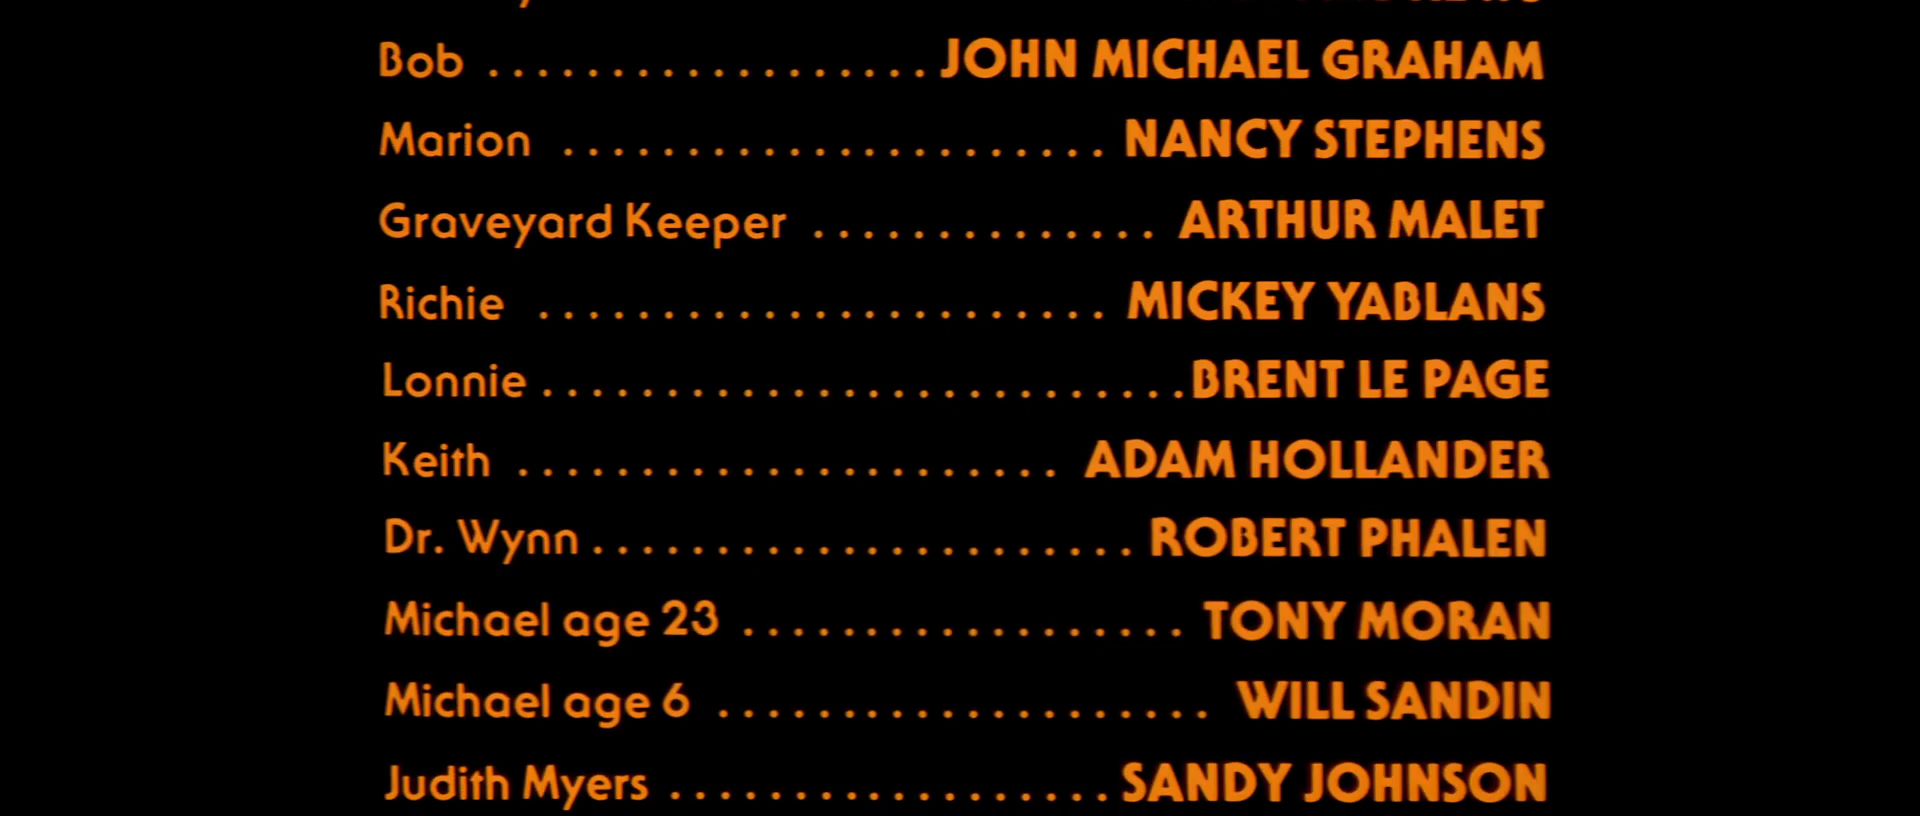 Bob .................. JOHN MICHAEL GRAHAM
Marion ...................... NANCY STEPHENS
Graveyard Keeper .............. ARTHUR MALET
Richie ....................... MICKEY YABLANS
Lonnie .......................... BRENT LE PAGE
Keith ...................... ADAM HOLLANDER
Dr. Wynn ...................... ROBERT PHALEN
Michael age 23 .................. TONY MORAN
Michael age 6 .................... WILL SANDIN
Judith Myers .................. SANDY JOHNSON